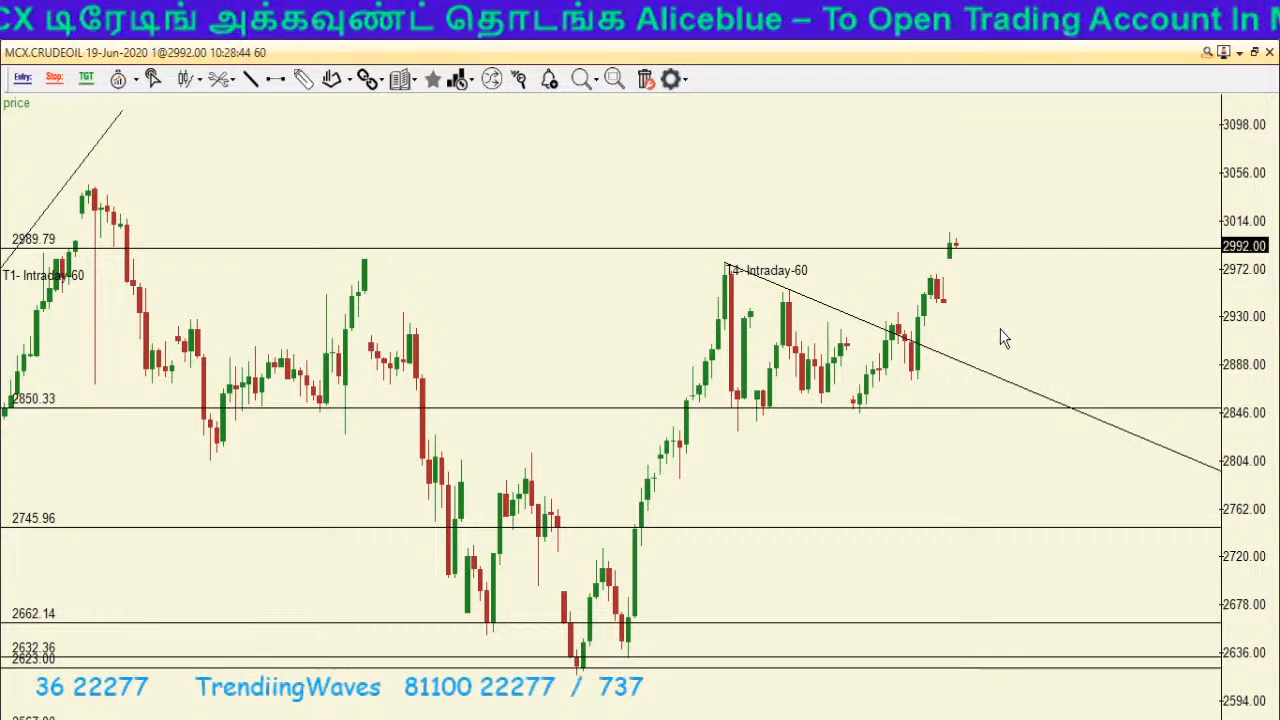 CX டிரேடிங் அக்கவுண்ட் தொடங்க Aliceblue – To Open Trading Account In
MCX.CRUDEOIL 19-Jun-2020 1@2992.00 10:28:44 60
Entry: Stop: TGT
price
3098.00
3056.00
3014.00
2989.79
2992.00
T1- Intraday-60
T4- Intraday-60
2972.00
2930.00
2888.00
2850.33
2846.00
2804.00
2745.96
2762.00
2720.00
2678.00
2662.14
2632.36
2636.00
2623.00
36 22277 TrendiingWaves 81100 22277 / 737
2594.00